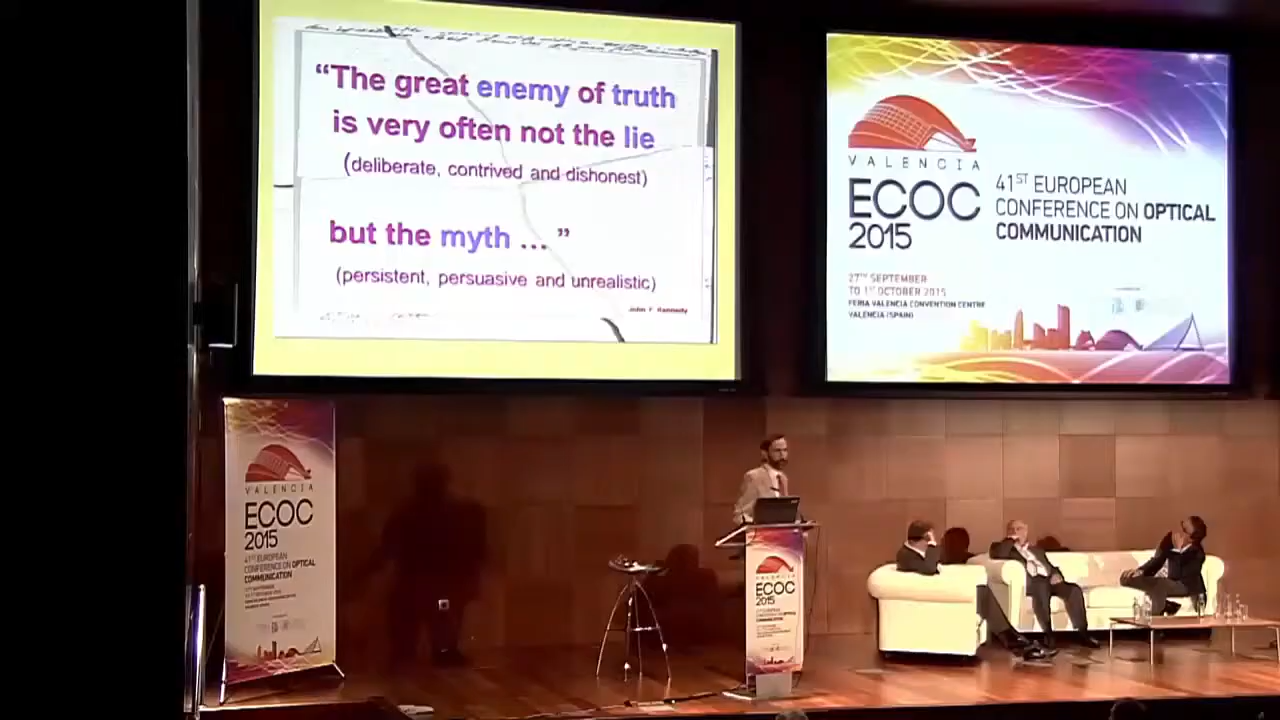 “The great enemy of truth
is very often not the lie
(deliberate, contrived and dishonest)
but the myth ... ”
(persistent, persuasive and unrealistic)
John F. Kennedy
VALENCIA
ECOC
2015
41ST EUROPEAN
CONFERENCE ON OPTICAL
COMMUNICATION
27TH SEPTEMBER
TO 1ST OCTOBER 2015
FERIA VALENCIA CONVENTION CENTRE
VALENCIA (SPAIN)
VALENCIA
ECOC
2015
41ST EUROPEAN
CONFERENCE ON OPTICAL
COMMUNICATION
VALENCIA
ECOC
2015